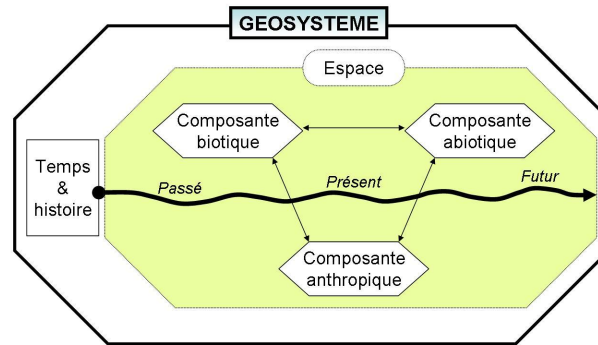 GEOSYSTEME
Espace
Composante
biotique
Composante
abiotique
Temps
&
histoire
Passé
Présent
Futur
Composante
anthropique